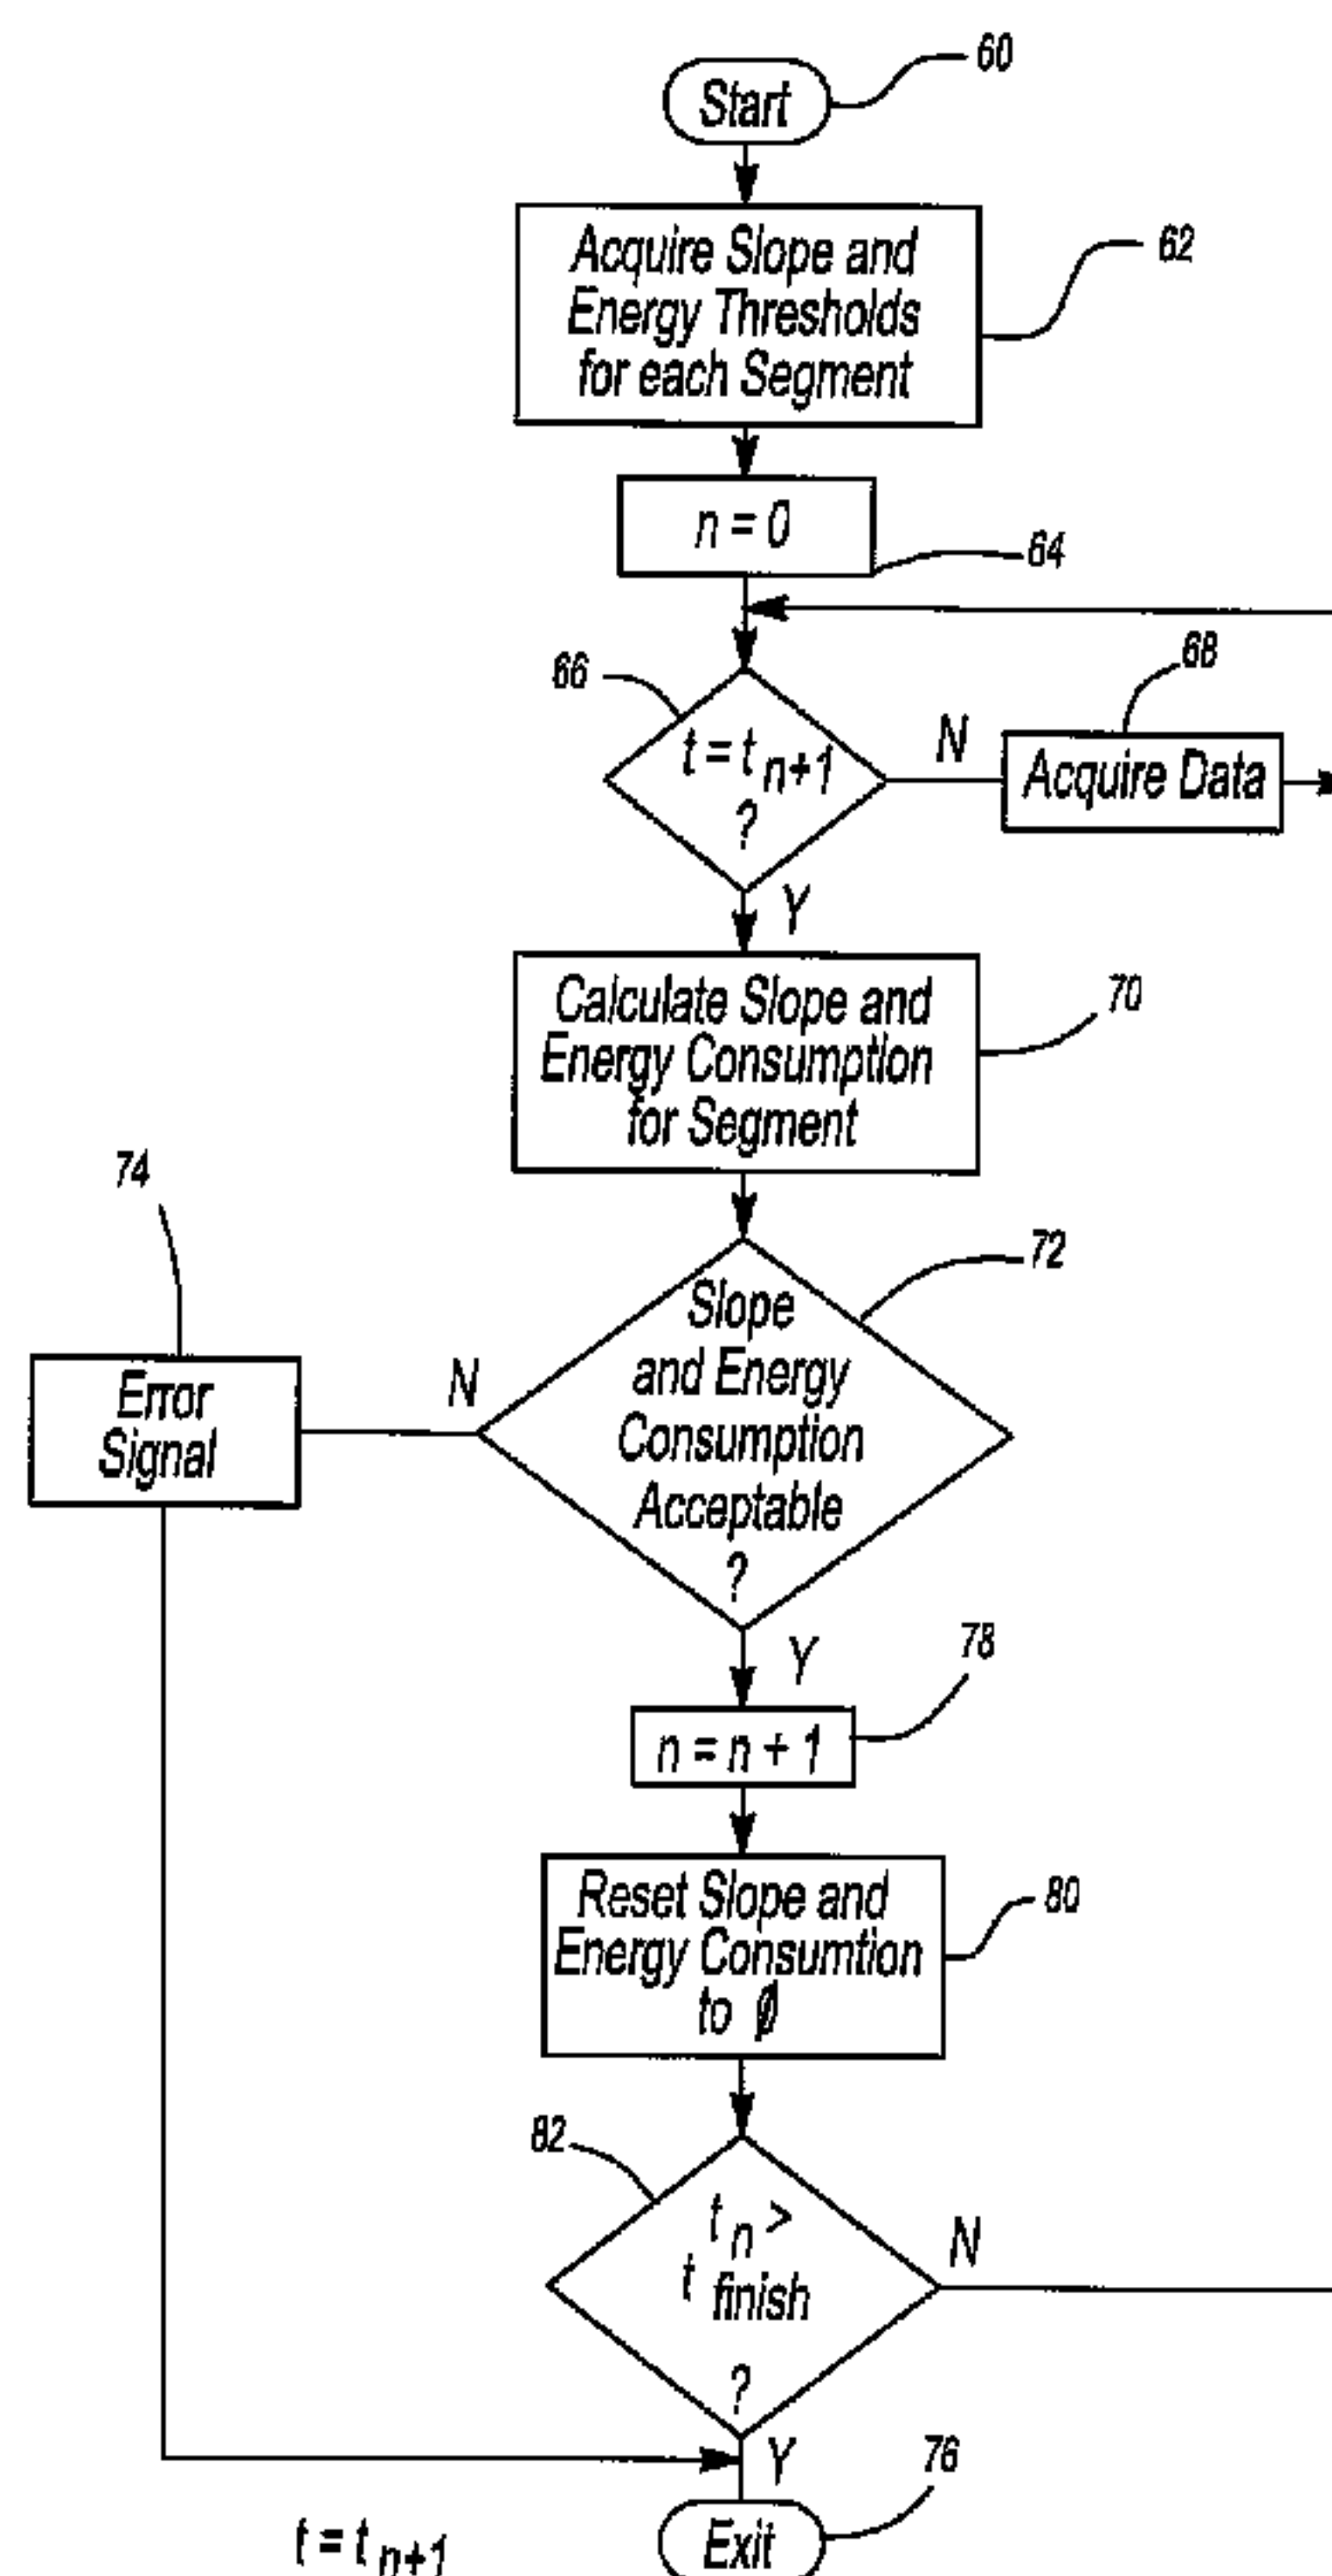 60
Start
62
Acquire Slope and
Energy Thresholds
for each Segment
n = 0
64
66
68
t = t n+1
?
N
Acquire Data
Y
Calculate Slope and
Energy Consumption
for Segment
70
74
72
Slope
and Energy
Consumption
Acceptable
?
N
Error
Signal
Y
78
n = n + 1
Reset Slope and
Energy Consumtion
to 0
80
82
t n >
t finish
?
N
Y
76
Exit
t = t n+1